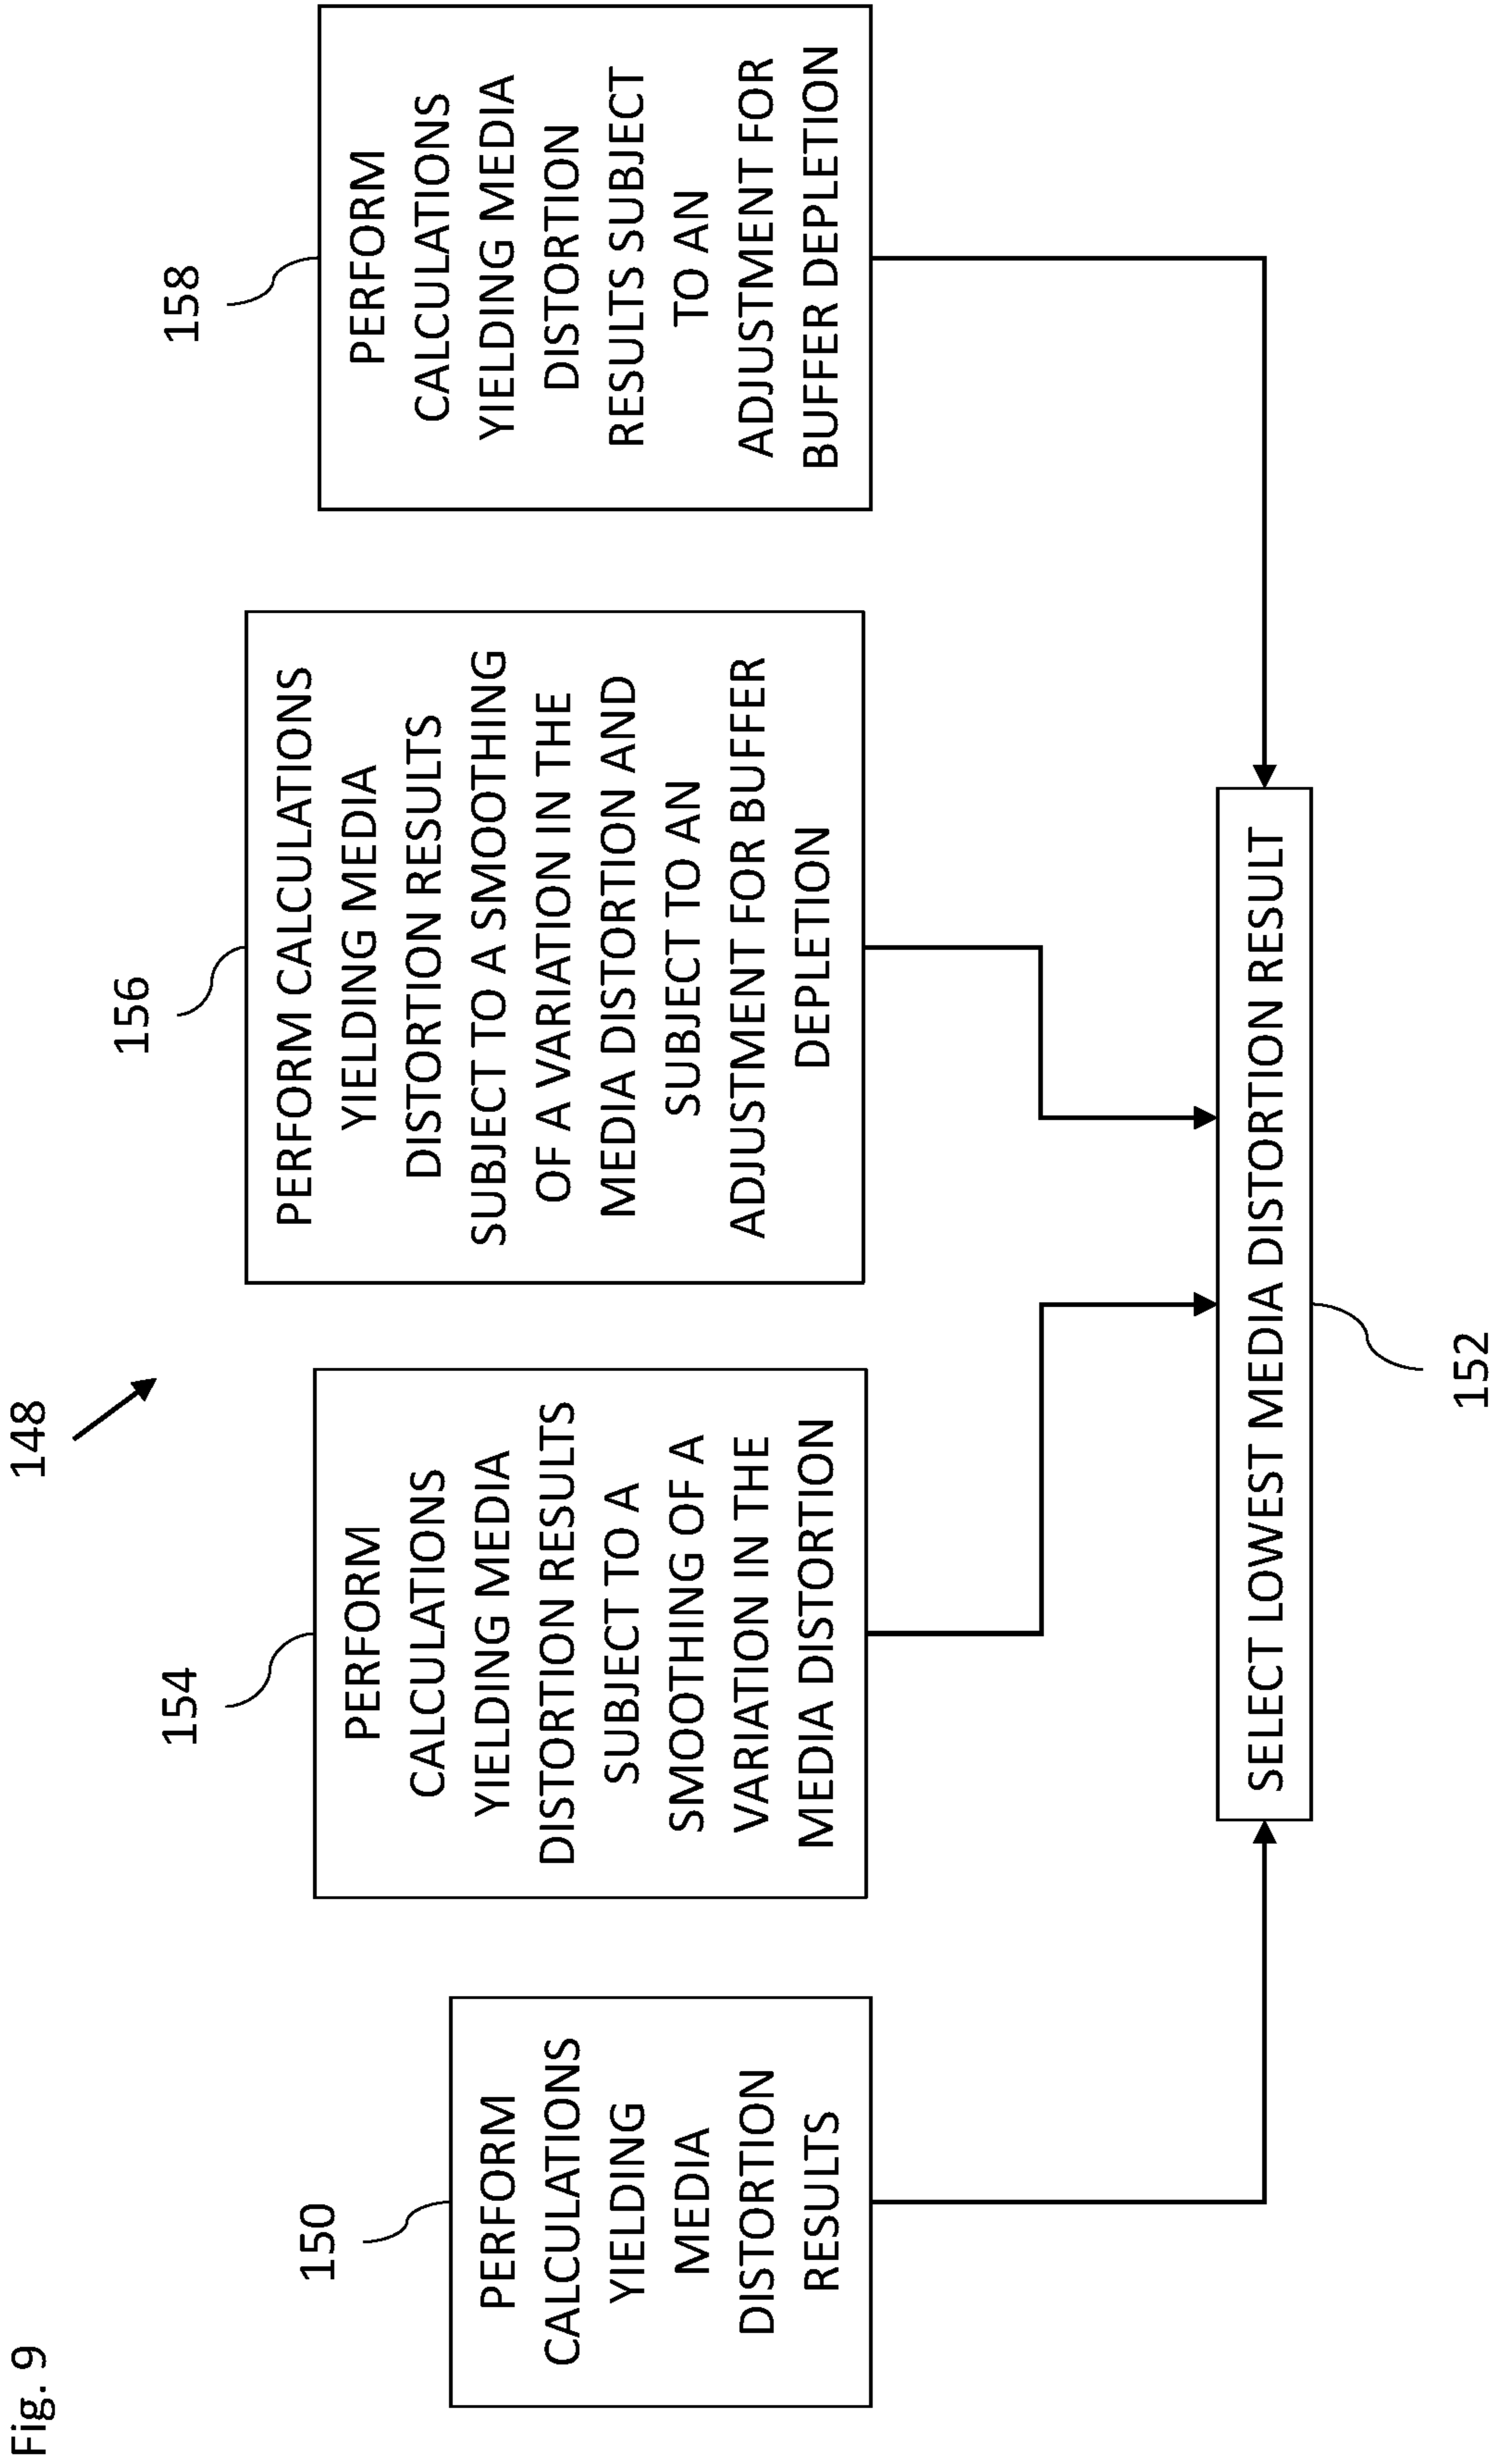 Fig. 9
148
150
PERFORM
CALCULATIONS
YIELDING
MEDIA
DISTORTION
RESULTS
154
PERFORM
CALCULATIONS
YIELDING MEDIA
DISTORTION RESULTS
SUBJECT TO A
SMOOTHING OF A
VARIATION IN THE
MEDIA DISTORTION
156
PERFORM CALCULATIONS
YIELDING MEDIA
DISTORTION RESULTS
SUBJECT TO A SMOOTHING
OF A VARIATION IN THE
MEDIA DISTORTION AND
SUBJECT TO AN
ADJUSTMENT FOR BUFFER
DEPLETION
158
PERFORM
CALCULATIONS
YIELDING MEDIA
DISTORTION
RESULTS SUBJECT
TO AN
ADJUSTMENT FOR
BUFFER DEPLETION
SELECT LOWEST MEDIA DISTORTION RESULT
152